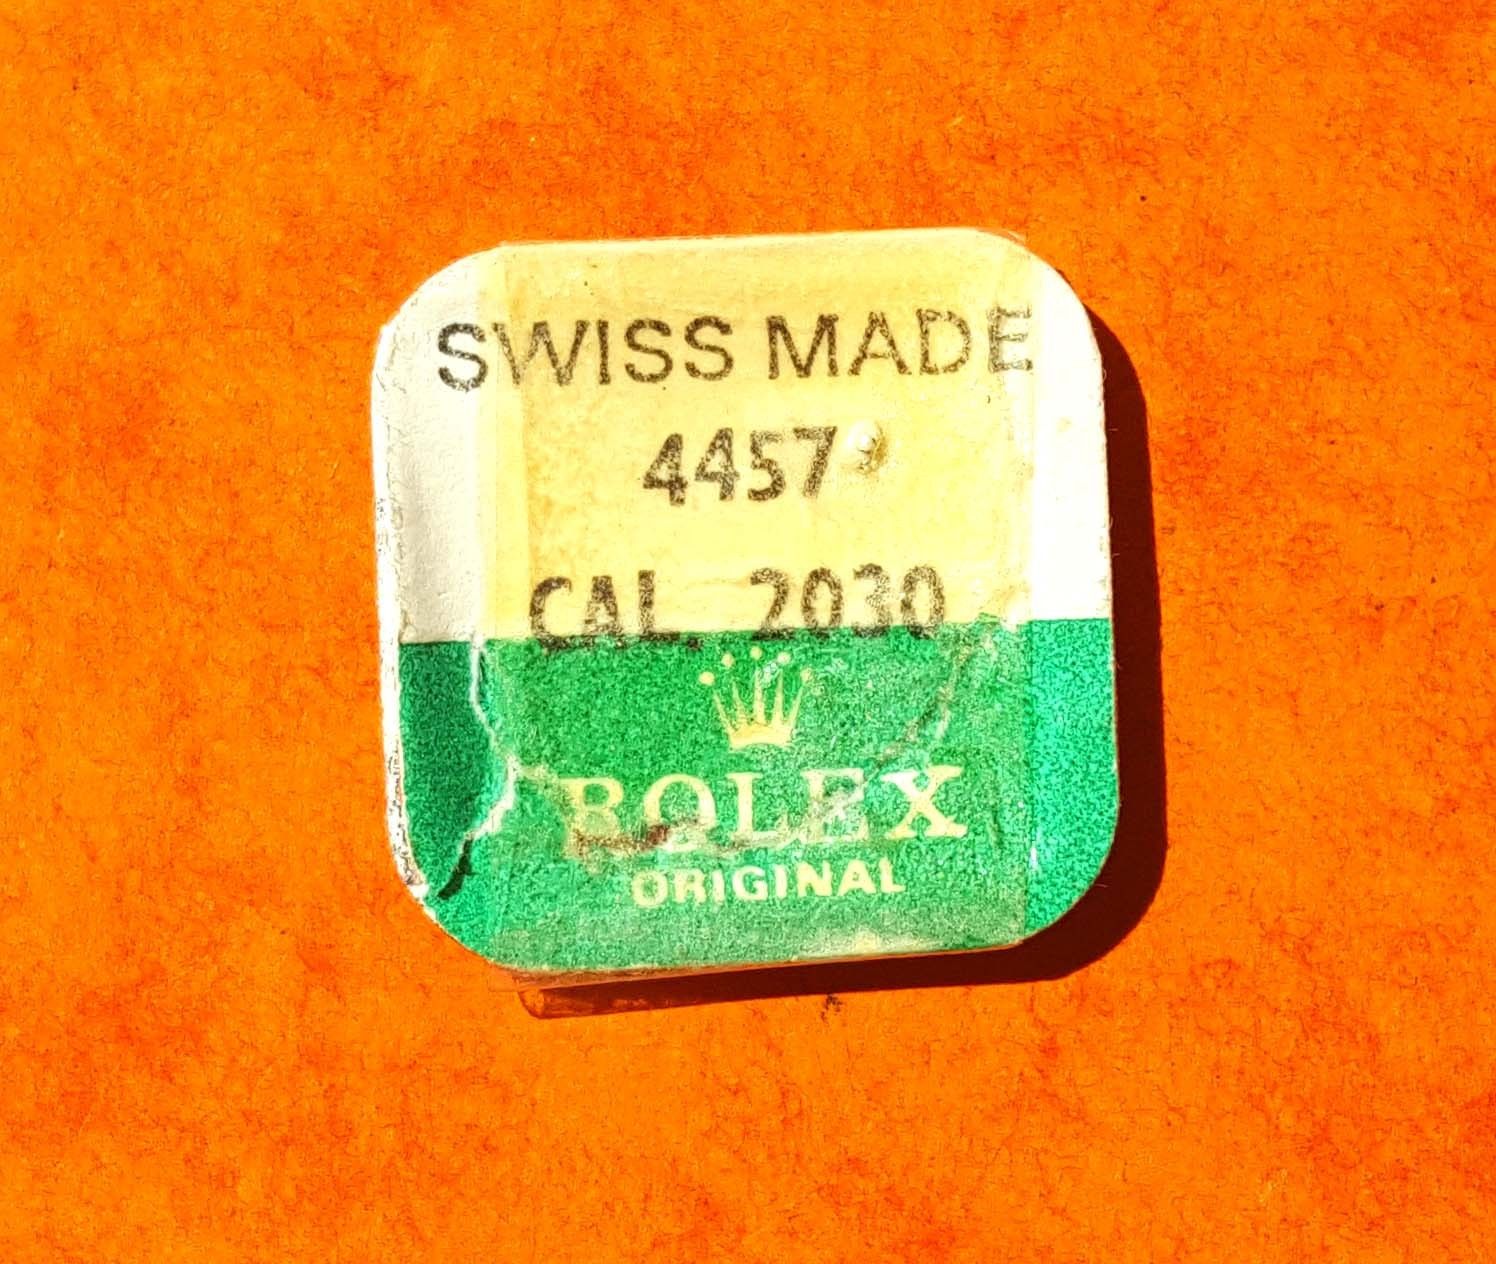 SWISS MADE
4457
CAL. 2030
ROLEX
ORIGINAL